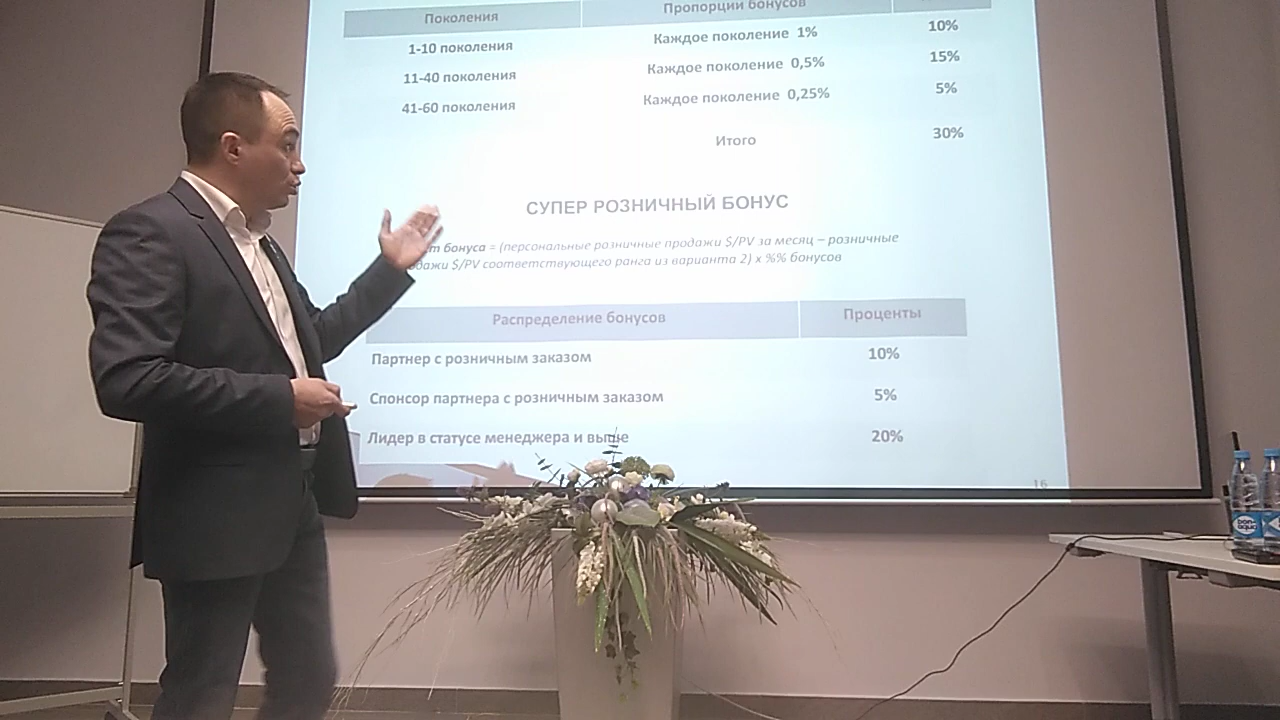 Поколения Пропорции бонусов
1-10 поколения Каждое поколение 1% 10%
11-40 поколения Каждое поколение 0,5% 15%
41-60 поколения Каждое поколение 0,25% 5%
Итого 30%
СУПЕР РОЗНИЧНЫЙ БОНУС
бонуса = (персональные розничные продажи $/PV за месяц – розничные
$/PV соответствующего ранга из варианта 2) x %% бонусов
Распределение бонусов Проценты
Партнер с розничным заказом 10%
Спонсор партнера с розничным заказом 5%
Лидер в статусе менеджера и выше 20%
16
bon
aqua